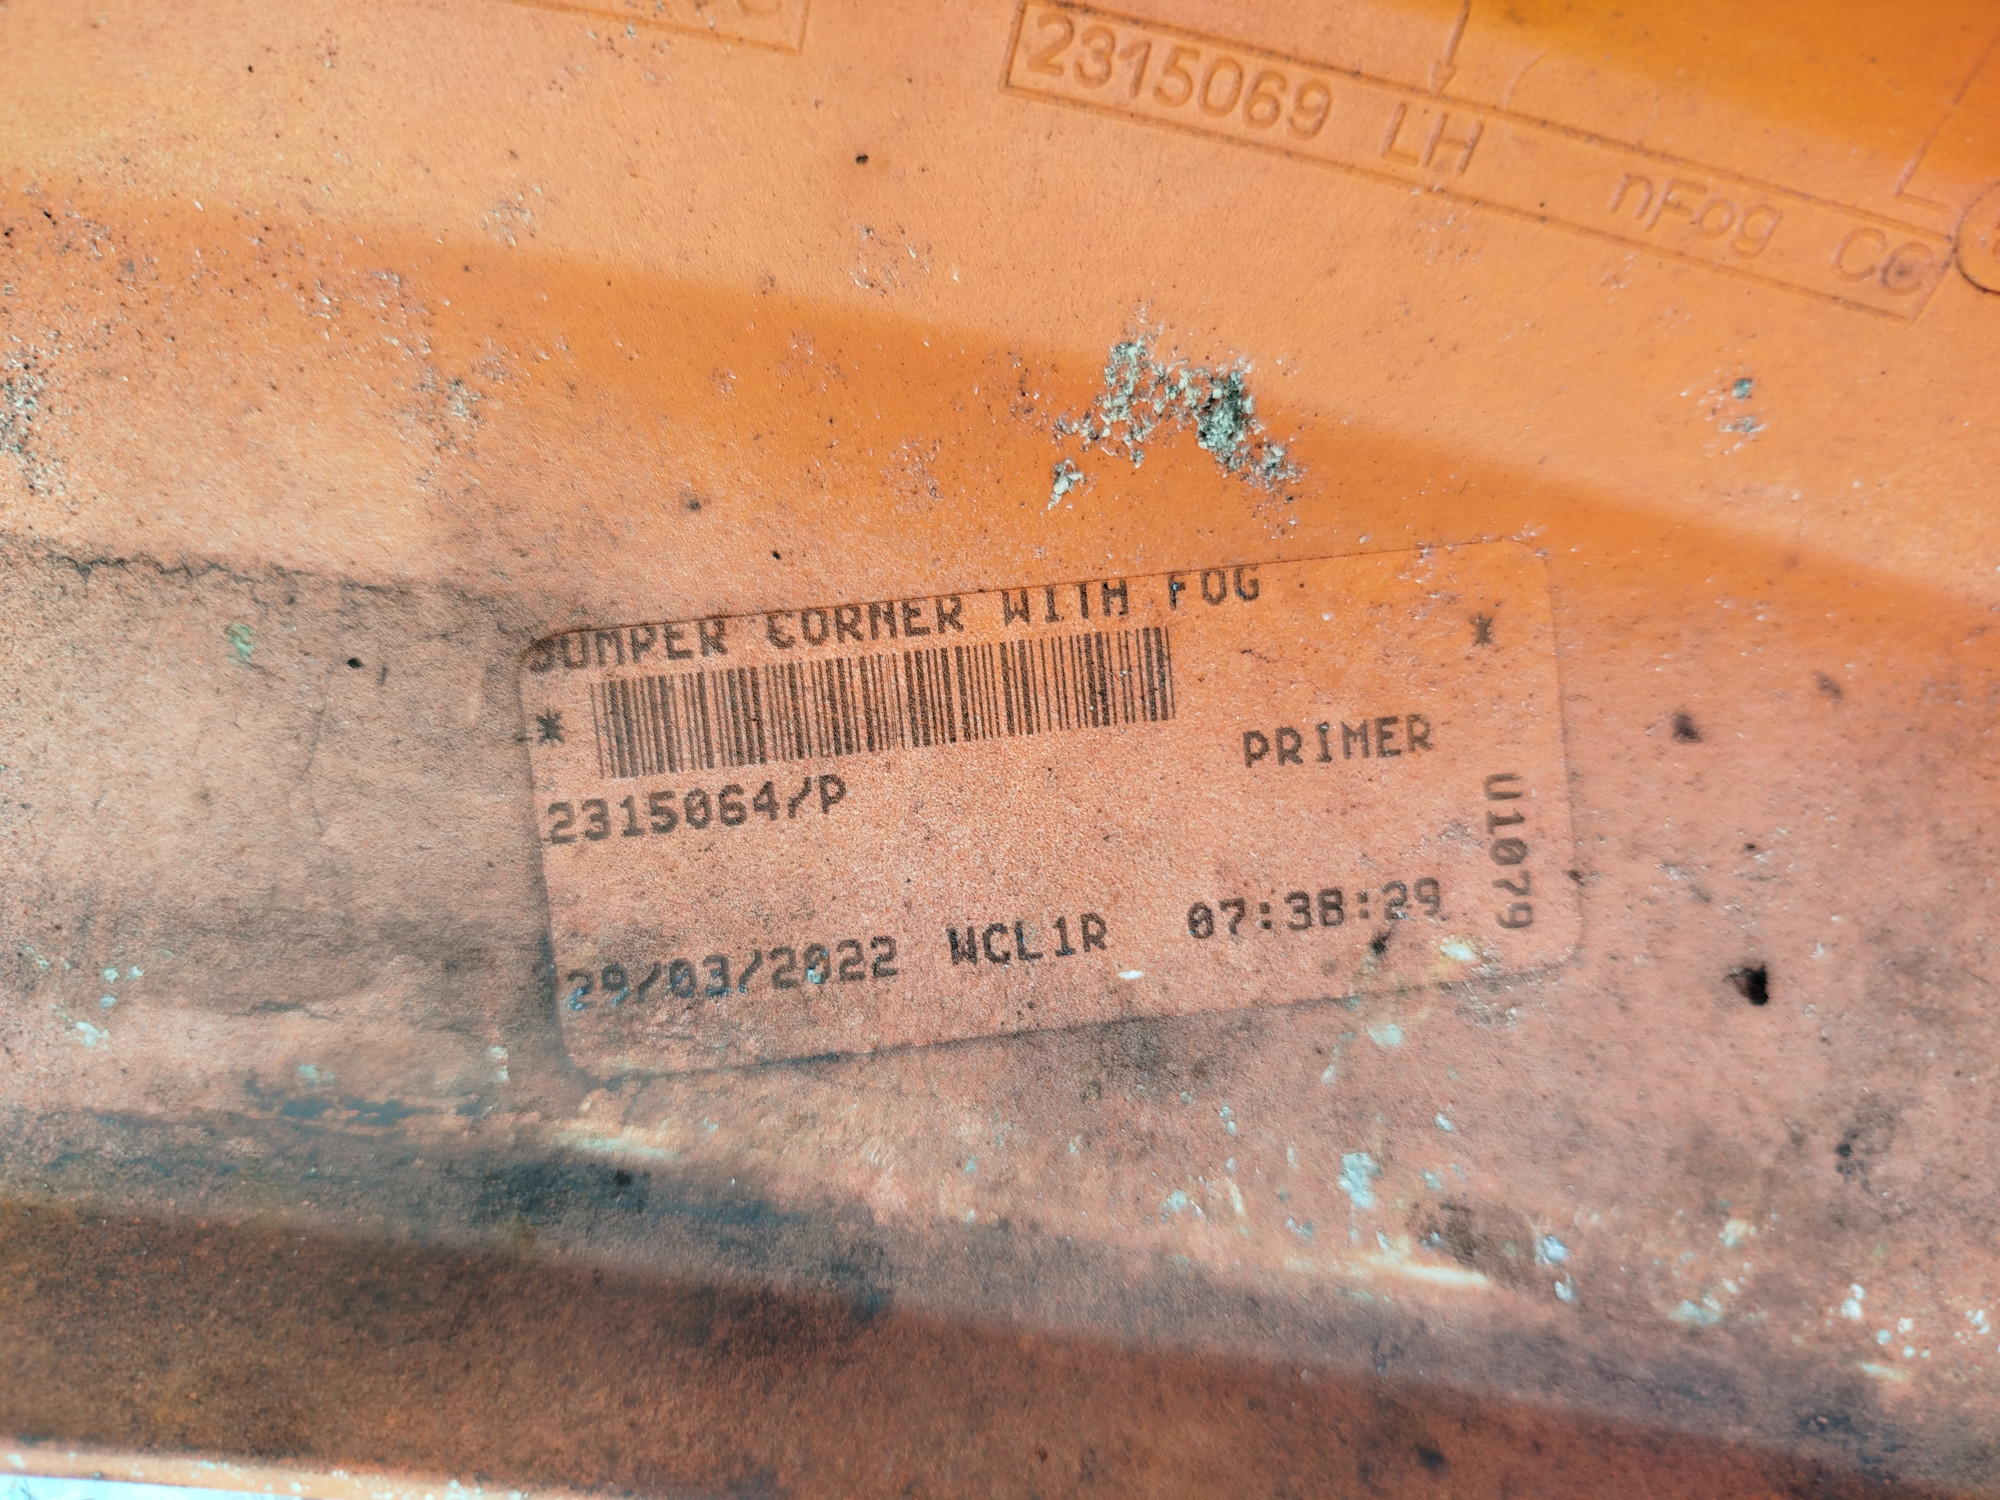 2315069 LH nFog CC
BUMPER CORNER WITH FOG
* *
2315064/P PRIMER
29/03/2022 WCL1R 07:38:29
U1079